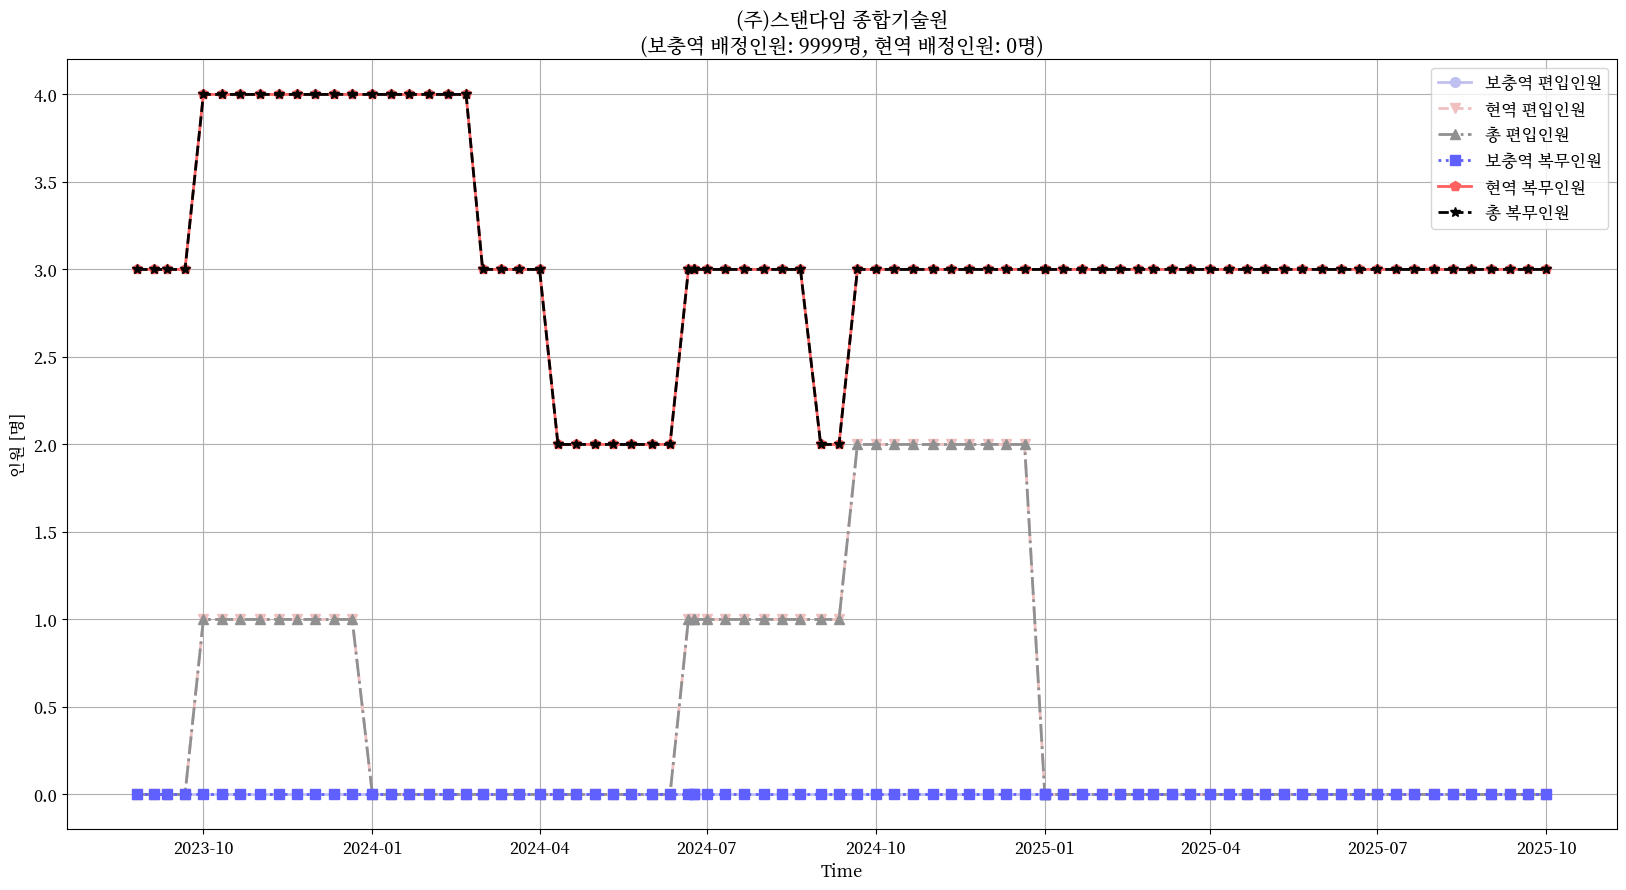 (주)스탠다임 종합기술원
(보충역 배정인원: 9999명, 현역 배정인원: 0명)
보충역 편입인원
현역 편입인원
총 편입인원
보충역 복무인원
현역 복무인원
총 복무인원
4.0
3.5
3.0
2.5
2.0
1.5
1.0
0.5
0.0
인원 [명]
2023-10
2024-01
2024-04
2024-07
2024-10
2025-01
2025-04
2025-07
2025-10
Time